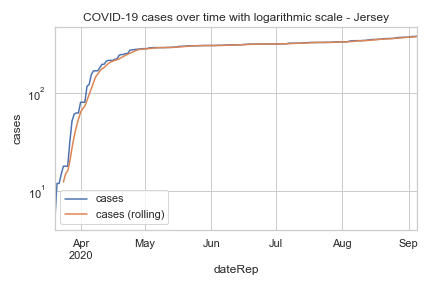 COVID-19 cases over time with logarithmic scale - Jersey
cases
10²
10¹
cases
cases (rolling)
Apr
2020
May
Jun
Jul
Aug
Sep
dateRep